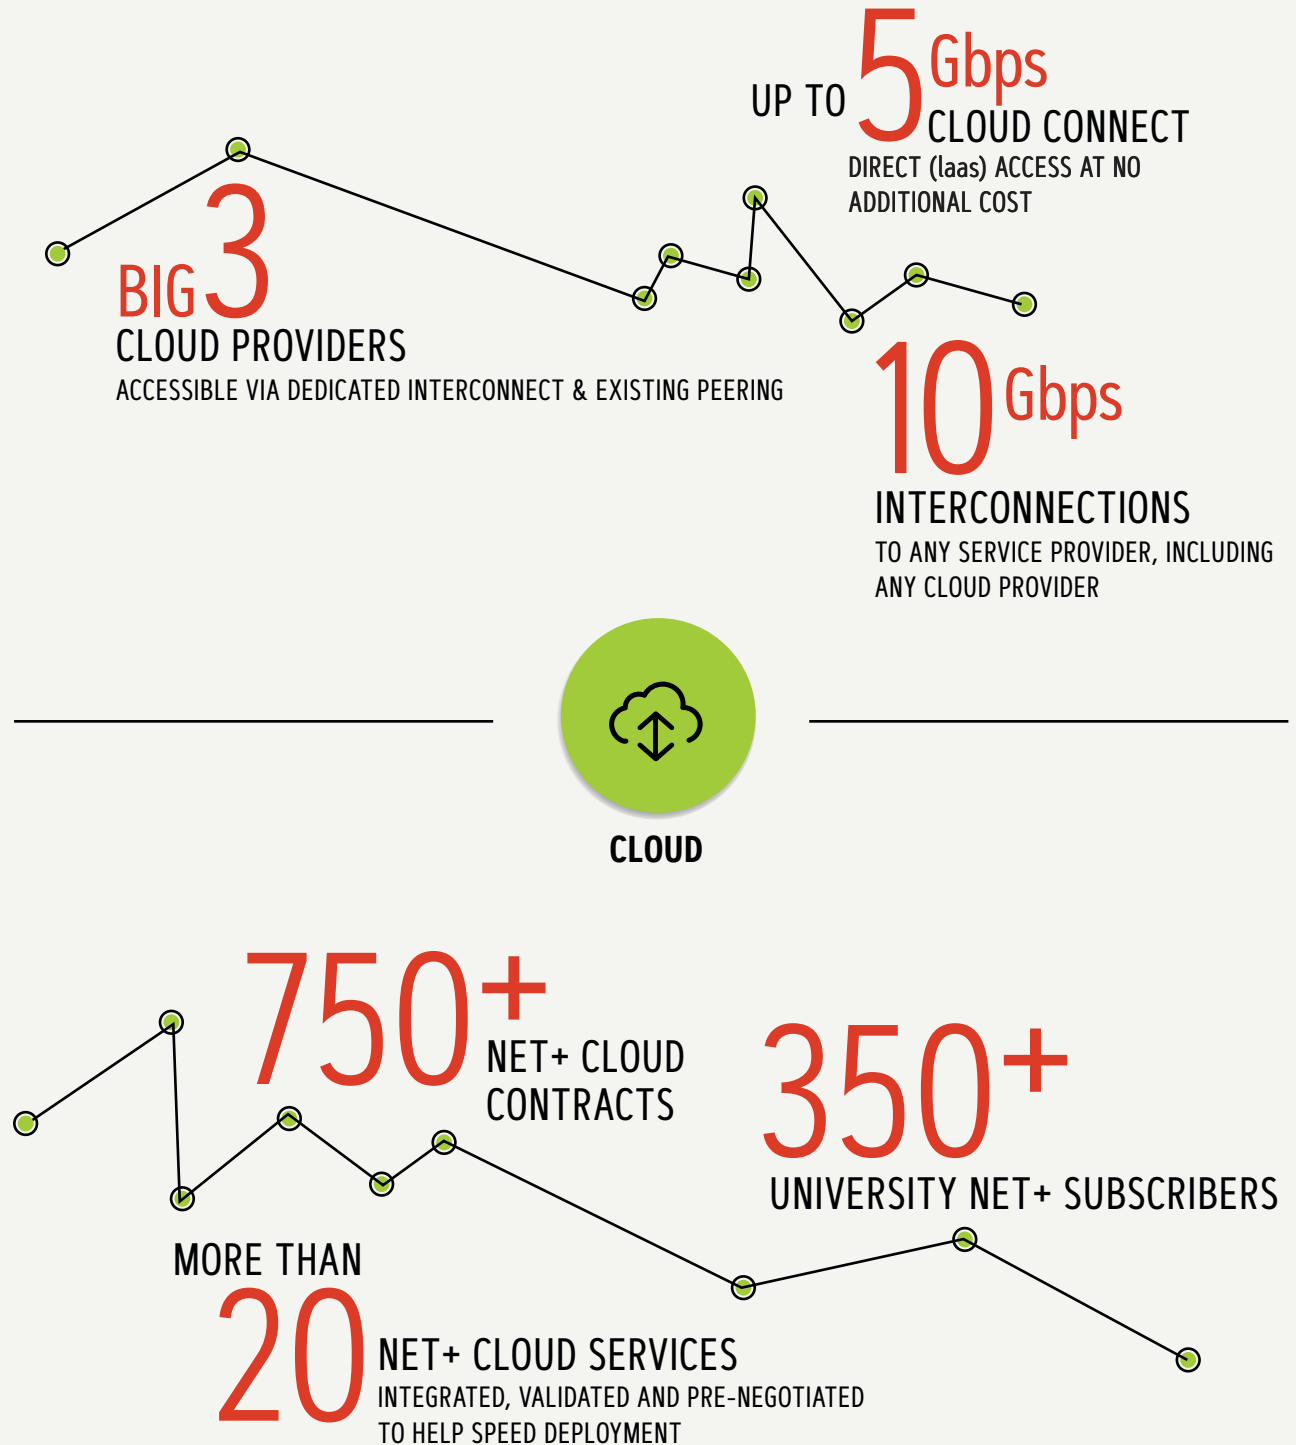 UP TO 5 Gbps
CLOUD CONNECT
DIRECT (Iaas) ACCESS AT NO
ADDITIONAL COST
BIG 3
CLOUD PROVIDERS
ACCESSIBLE VIA DEDICATED INTERCONNECT & EXISTING PEERING
10 Gbps
INTERCONNECTIONS
TO ANY SERVICE PROVIDER, INCLUDING
ANY CLOUD PROVIDER
CLOUD
750+
NET+ CLOUD
CONTRACTS
350+
UNIVERSITY NET+ SUBSCRIBERS
MORE THAN
20
NET+ CLOUD SERVICES
INTEGRATED, VALIDATED AND PRE-NEGOTIATED
TO HELP SPEED DEPLOYMENT